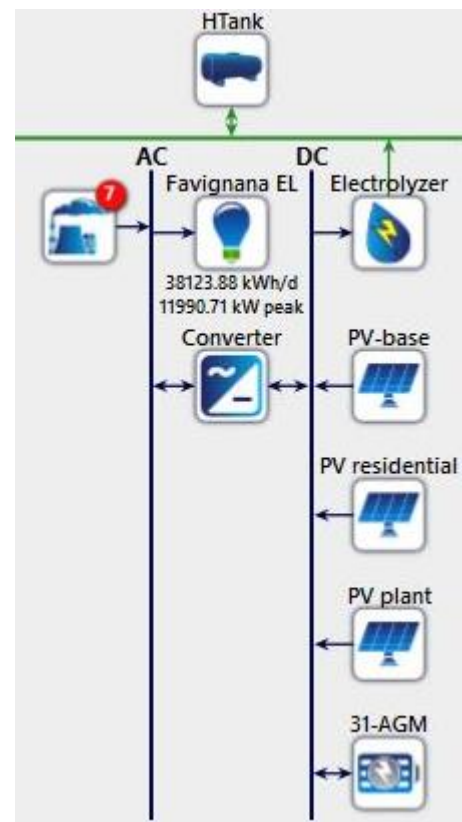 HTank
AC
DC
7
Favignana EL
Electrolyzer
38123.88 kWh/d
11990.71 kW peak
Converter
PV-base
PV residential
PV plant
31-AGM